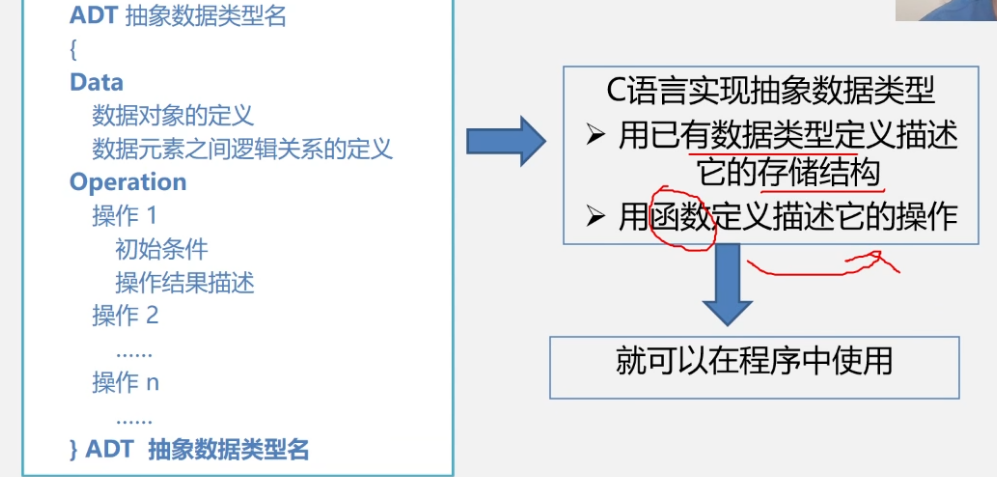 ADT 抽象数据类型名
{
Data
数据对象的定义
数据元素之间逻辑关系的定义
Operation
操作 1
初始条件
操作结果描述
操作 2
......
操作 n
......
} ADT 抽象数据类型名
C语言实现抽象数据类型
➢ 用已有数据类型定义描述
它的存储结构
➢ 用函数定义描述它的操作
就可以在程序中使用